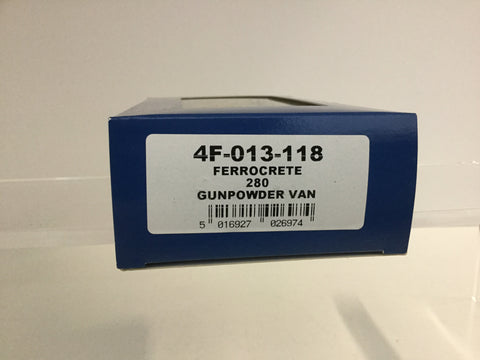 4F-013-118
FERROCRETE
280
GUNPOWDER VAN
5 016927 026974